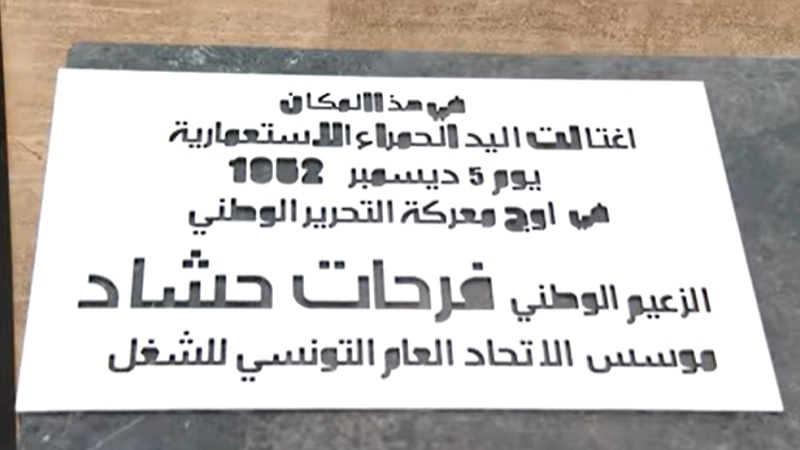 في هذا المكان
اغتالت اليد الحمراء الاستعمارية
يوم 5 ديسمبر 1952
في اوج معركة التحرير الوطني
الزعيم الوطني فرحات حشاد
موسس الاتحاد العام التونسي للشغل